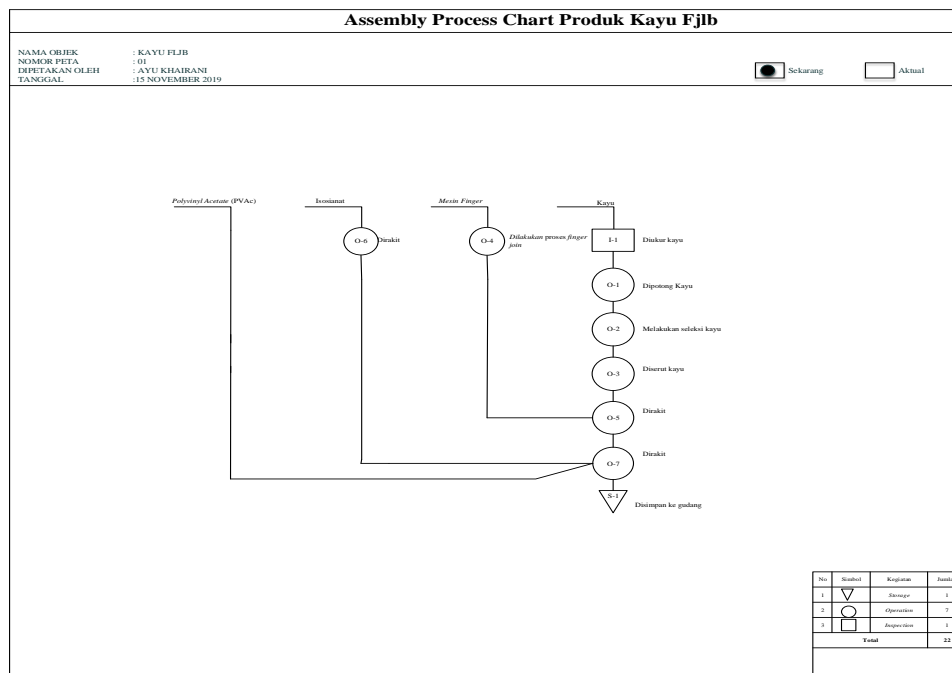 Assembly Process Chart Produk Kayu Fjlb
NAMA OBJEK : KAYU FLJB
NOMOR PETA : 01
DIPETAKAN OLEH : AYU KHAIRANI
TANGGAL :15 NOVEMBER 2019
Sekarang
Aktual
Polyvinyl Acetate (PVAc)
Isosianat
Mesin Finger
Kayu
O-6 Dirakit
O-4 Dilakukan proses finger
join
I-1 Diukur kayu
O-1 Dipotong Kayu
O-2 Melakukan seleksi kayu
O-3 Diserut kayu
O-5 Dirakit
O-7 Dirakit
S-1 Disimpan ke gudang
No Simbol Kegiatan Jumla
1 Storage 1
2 Operation 7
3 Inspection 1
Total 22